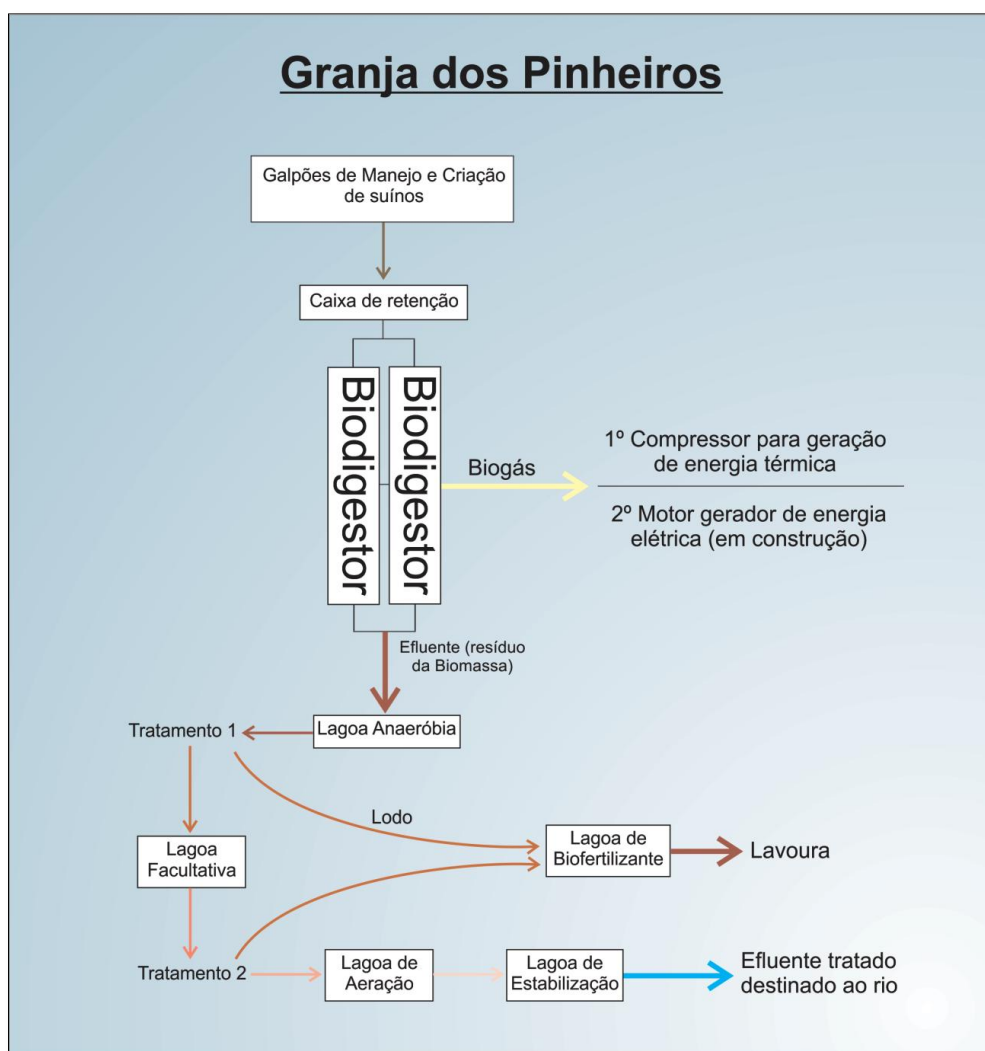 Granja dos Pinheiros
Galpões de Manejo e Criação
de suínos
Caixa de retenção
Biodigestor
Biodigestor
Biogás
1º Compressor para geração
de energia térmica
2º Motor gerador de energia
elétrica (em construção)
Efluente (resíduo
da Biomassa)
Lagoa Anaeróbia
Tratamento 1
Lodo
Lagoa
Facultativa
Lagoa de
Biofertilizante
Lavoura
Tratamento 2
Lagoa de
Aeração
Lagoa de
Estabilização
Efluente tratado
destinado ao rio